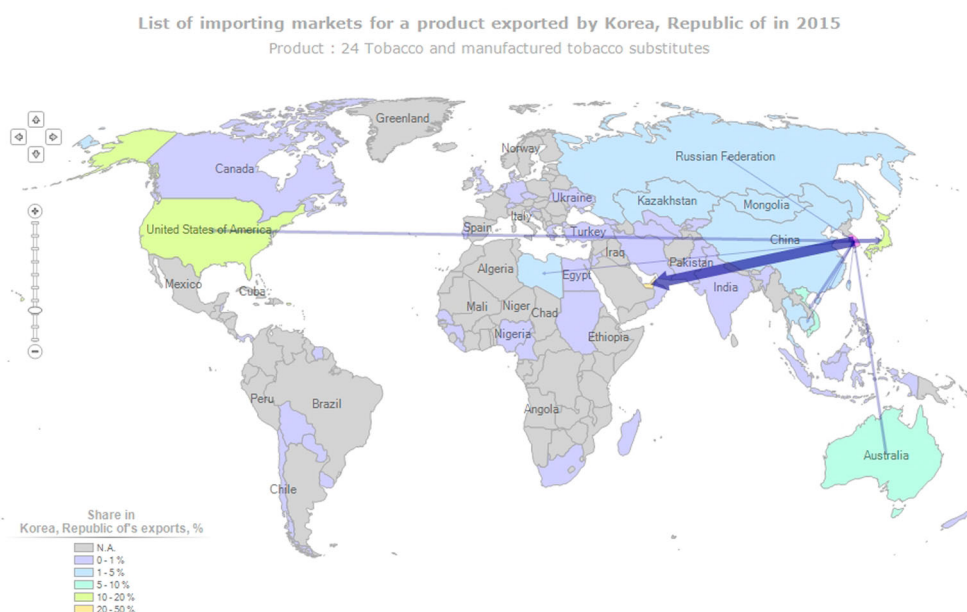 List of importing markets for a product exported by Korea, Republic of in 2015
Product : 24 Tobacco and manufactured tobacco substitutes
Greenland
Norway
Russian Federation
Canada
Ukraine
Kazakhstan
Mongolia
Italy
United States of America
Spain
Turkey
China
Iraq
Pakistan
Algeria
Egypt
India
Mexico
Cuba
Mali
Niger
Chad
Nigeria
Ethiopia
Peru
Brazil
Angola
Australia
Chile
Share in
Korea, Republic of's exports, %
N.A.
0 - 1 %
1 - 5 %
5 - 10 %
10 - 20 %
20 - 50 %